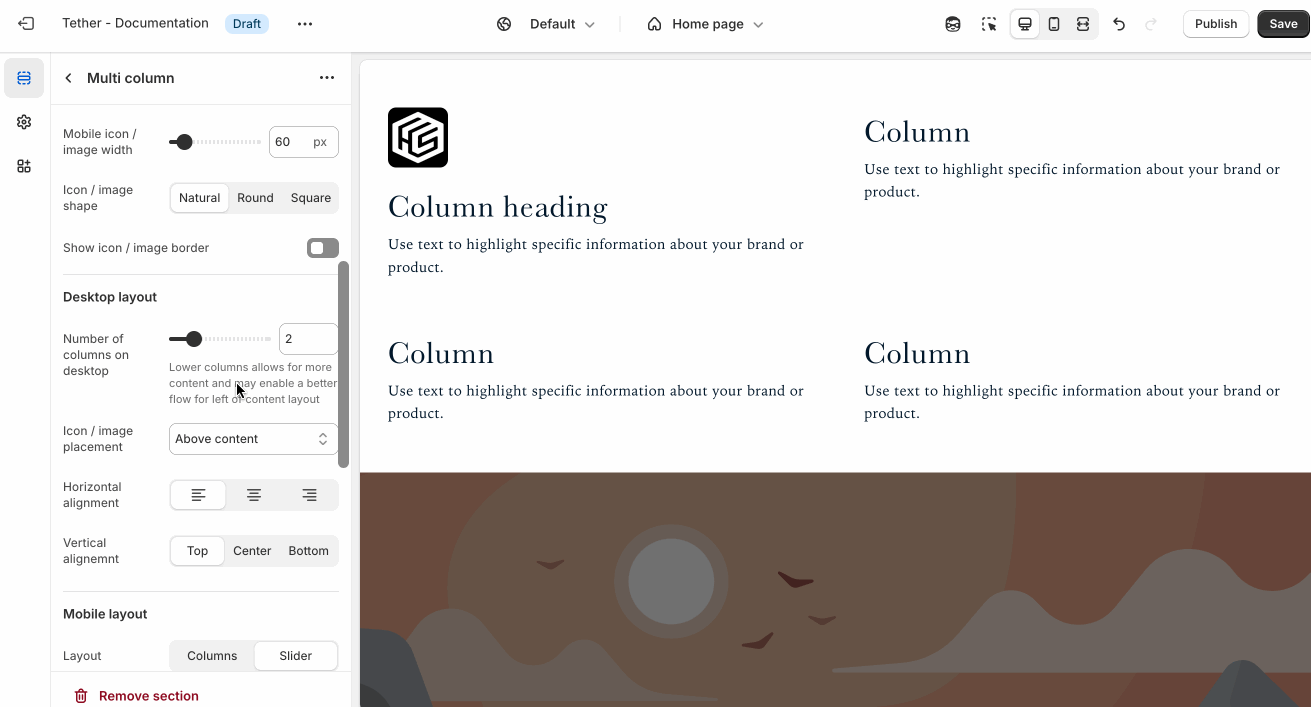 Tether - Documentation
Draft
Default
Home page
Publish
Save
Multi column
Mobile icon /
image width
60
px
Icon / image
shape
Natural
Round
Square
Show icon / image border
Desktop layout
Number of
columns on
desktop
2
Lower columns allows for more
content and may enable a better
flow for left of content layout
Icon / image
placement
Above content
Horizontal
alignment
Vertical
alignemnt
Top
Center
Bottom
Mobile layout
Layout
Columns
Slider
Remove section
Column heading
Use text to highlight specific information about your brand or
product.
Column
Use text to highlight specific information about your brand or
product.
Column
Use text to highlight specific information about your brand or
product.
Column
Use text to highlight specific information about your brand or
product.